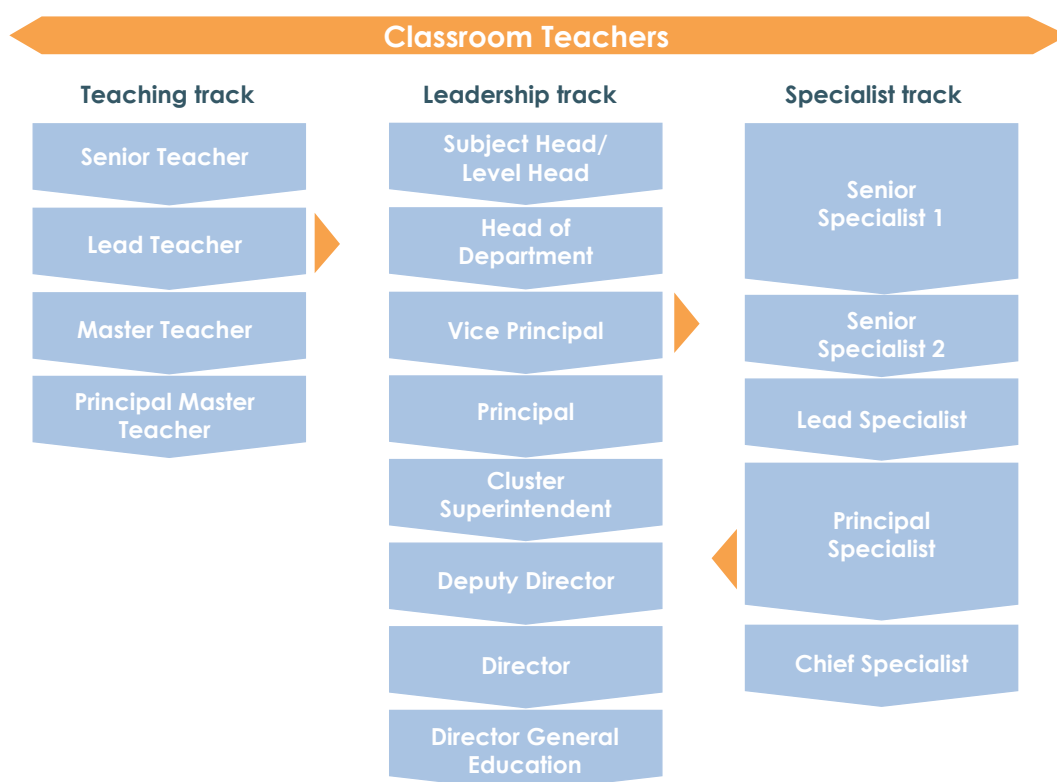 Classroom Teachers
Teaching track
Senior Teacher
Lead Teacher
Master Teacher
Principal Master
Teacher
Leadership track
Subject Head/
Level Head
Head of
Department
Vice Principal
Principal
Cluster
Superintendent
Deputy Director
Director
Director General
Education
Specialist track
Senior
Specialist 1
Senior
Specialist 2
Lead Specialist
Principal
Specialist
Chief Specialist